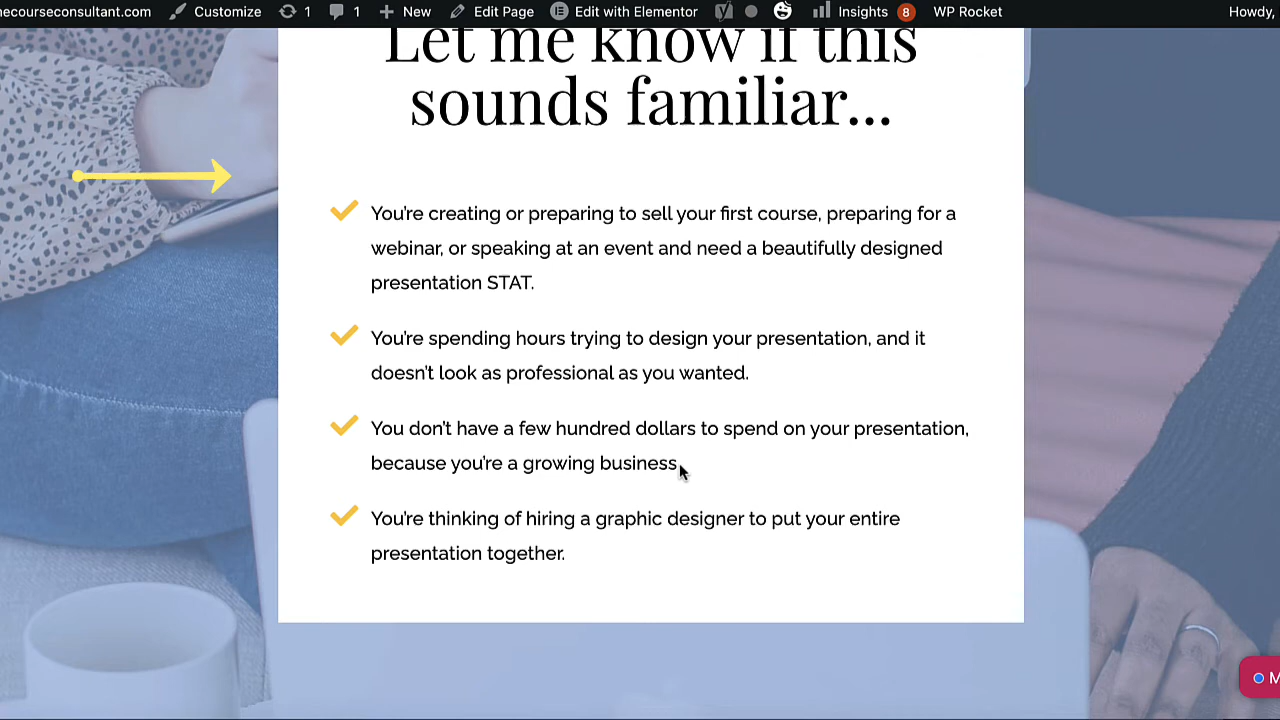 necourseconsultant.com Customize 1 1 New Edit Page Edit with Elementor Insights 8 WP Rocket Howdy,
Let me know if this
sounds familiar...
You're creating or preparing to sell your first course, preparing for a
webinar, or speaking at an event and need a beautifully designed
presentation STAT.
You're spending hours trying to design your presentation, and it
doesn't look as professional as you wanted.
You don't have a few hundred dollars to spend on your presentation,
because you're a growing business.
You're thinking of hiring a graphic designer to put your entire
presentation together.
M